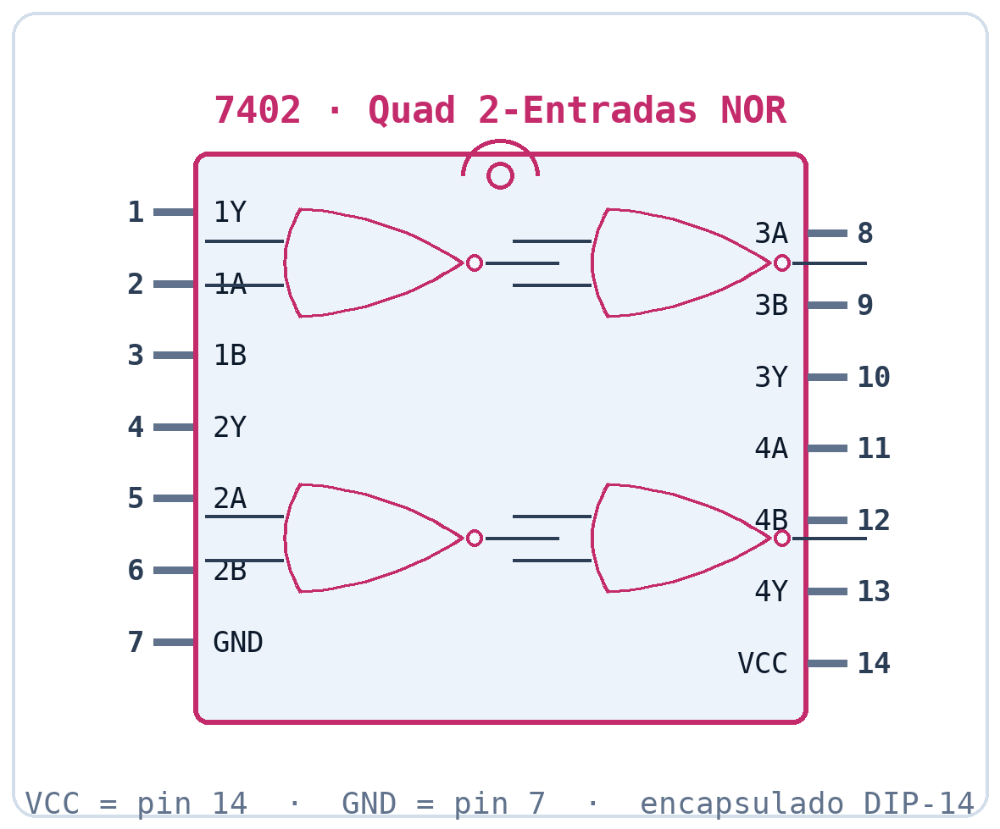 7402 · Quad 2-Entradas NOR
1 1Y 3A 8
2 1A 3B 9
3 1B 3Y 10
4 2Y 4A 11
5 2A 4B 12
6 2B 4Y 13
7 GND VCC 14
VCC = pin 14 · GND = pin 7 · encapsulado DIP-14